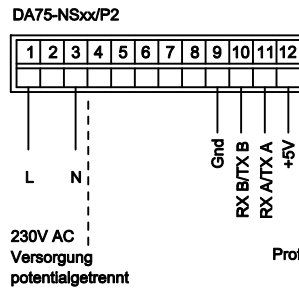 DA75-NSxx/P2
1 2 3 4 5 6 7 8 9 10 11 12
L N
Gnd
RX B/TX B
RX A/TX A
+5V
230V AC
Versorgung
potentialgetrennt
Prof